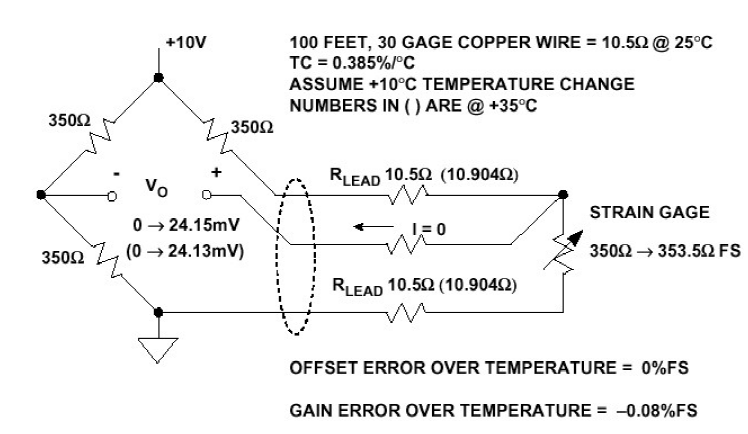 +10V
100 FEET, 30 GAGE COPPER WIRE = 10.5Ω @ 25°C
TC = 0.385%/°C
ASSUME +10°C TEMPERATURE CHANGE
NUMBERS IN ( ) ARE @ +35°C
350Ω
350Ω
- VO +
RLEAD 10.5Ω (10.904Ω)
STRAIN GAGE
0 → 24.15mV
I = 0
350Ω → 353.5Ω FS
(0 → 24.13mV)
350Ω
RLEAD 10.5Ω (10.904Ω)
OFFSET ERROR OVER TEMPERATURE = 0%FS
GAIN ERROR OVER TEMPERATURE = –0.08%FS